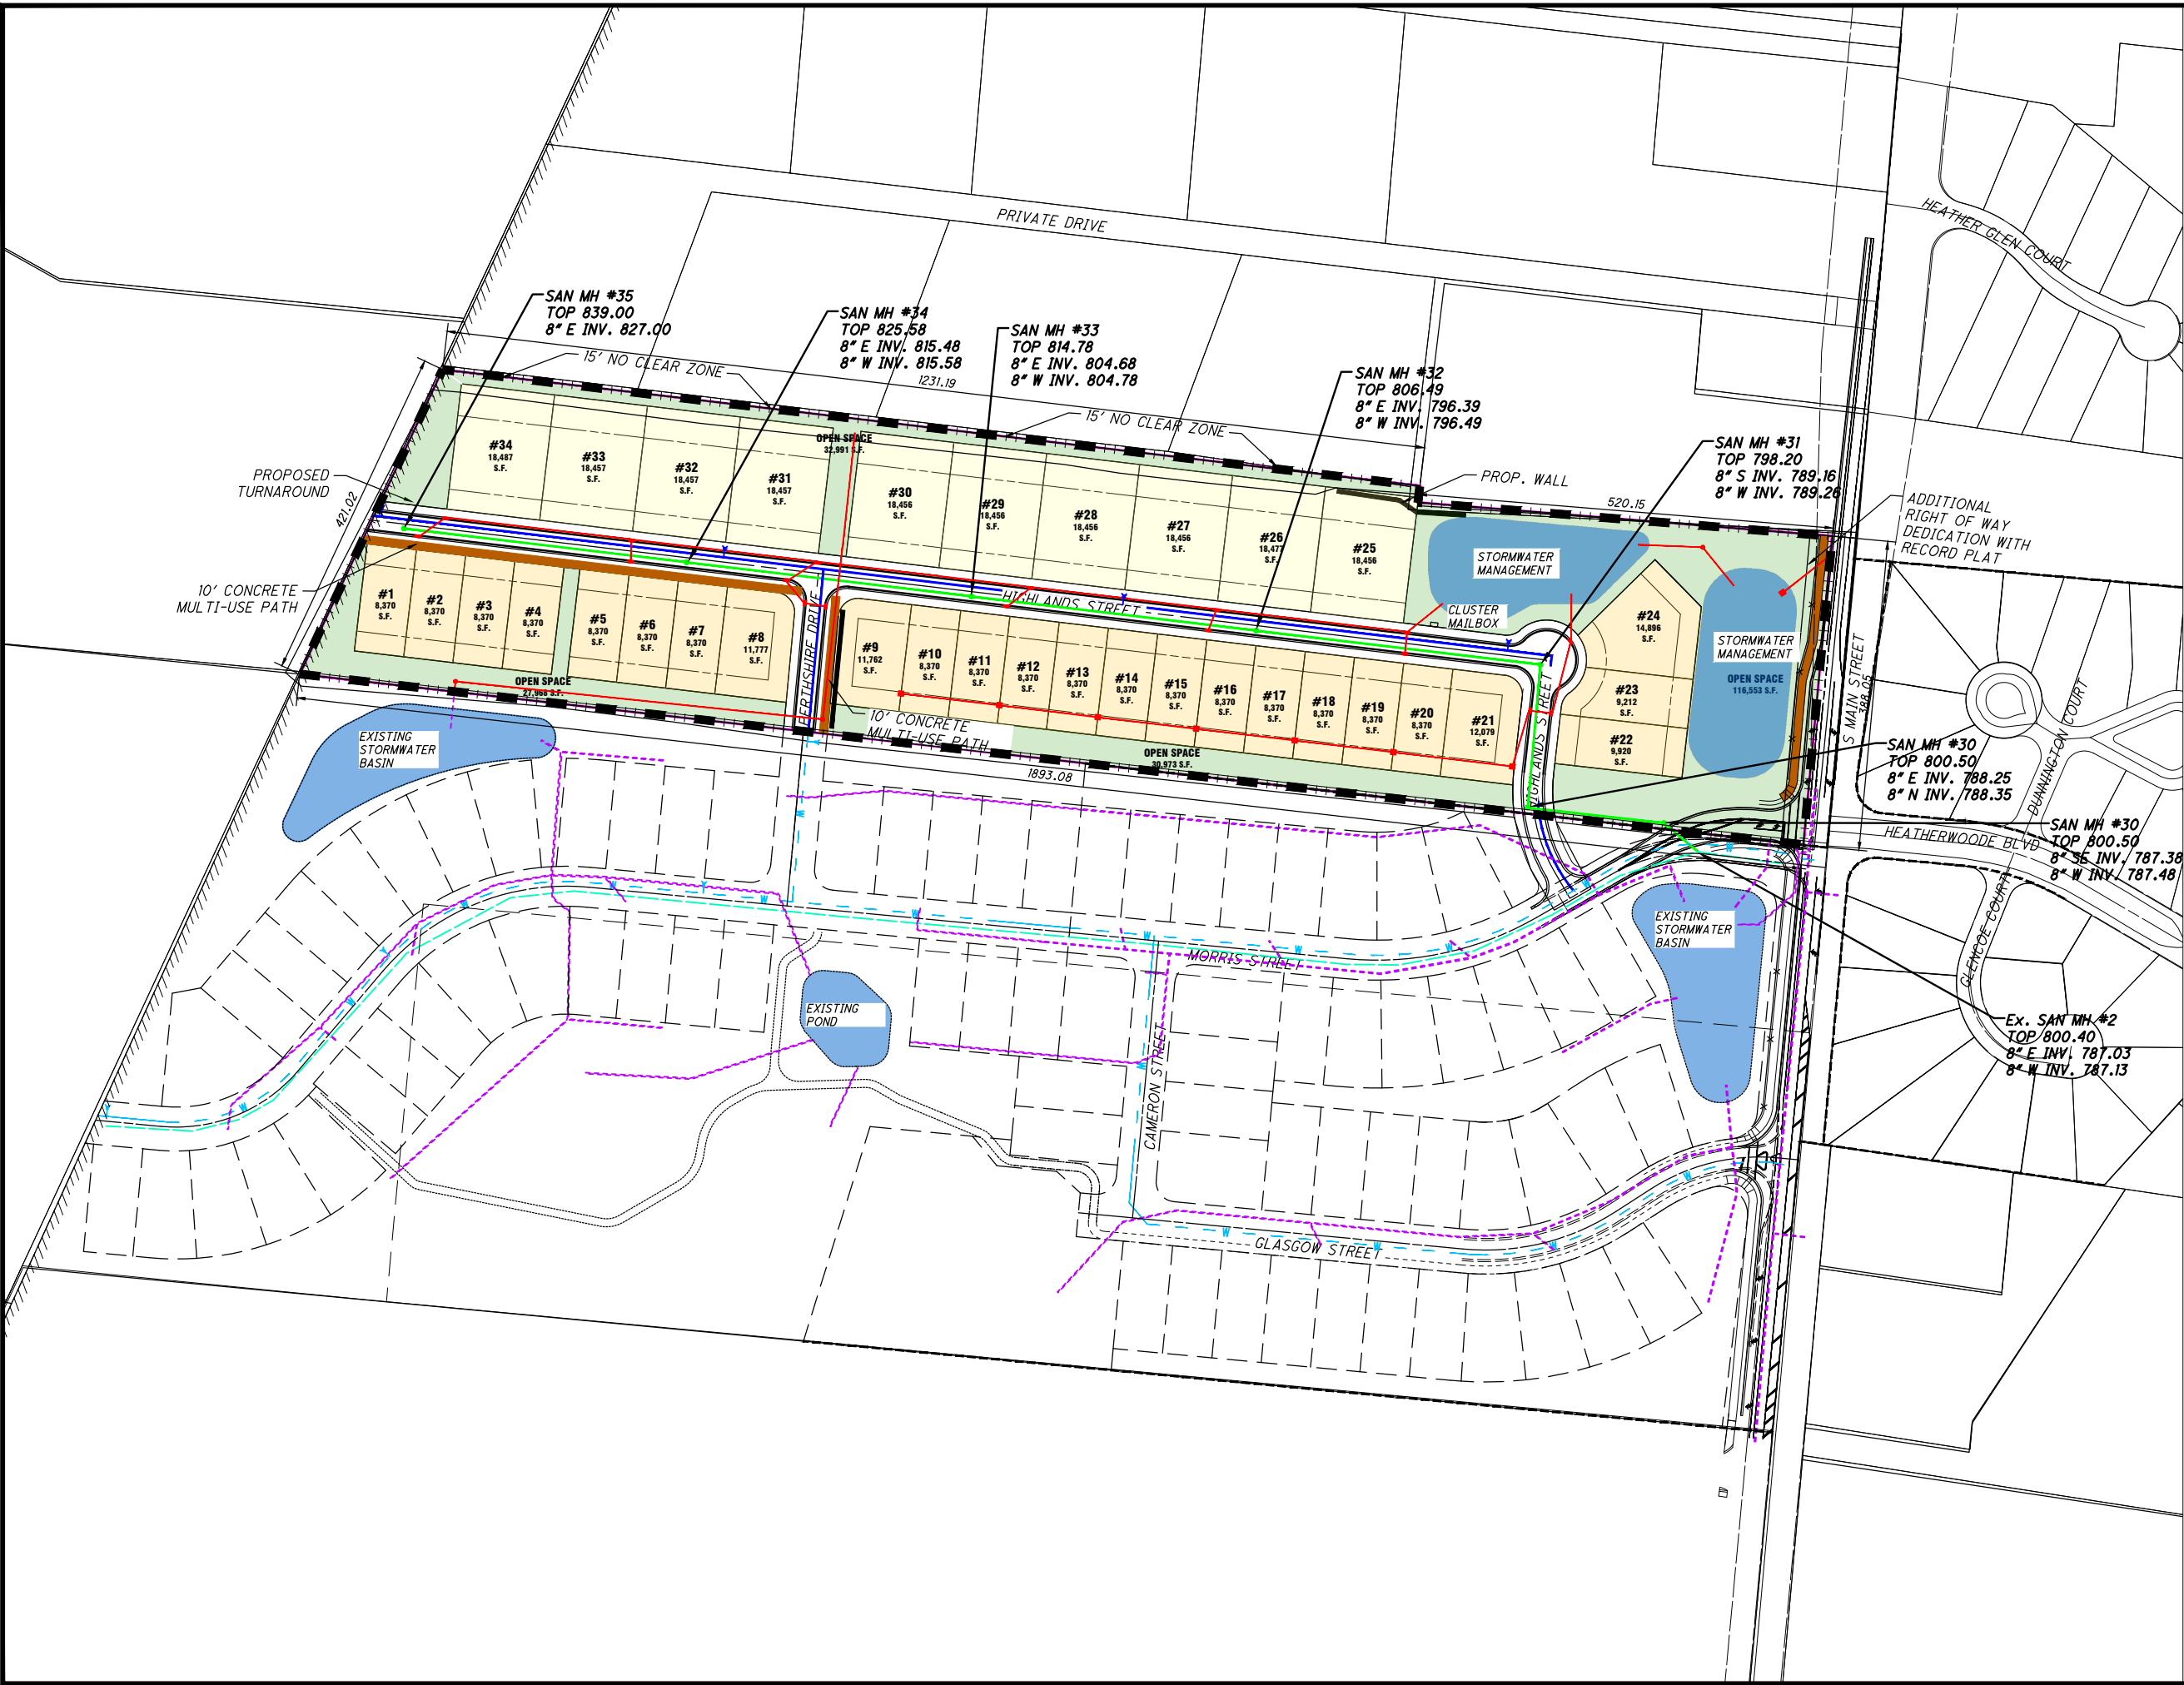 PRIVATE DRIVE
HEATHER GLEN COURT
SAN MH #35
TOP 839.00
8" E INV. 827.00
SAN MH #34
TOP 825.58
8" E INV. 815.48
8" W INV. 815.58
SAN MH #33
TOP 814.78
8" E INV. 804.68
8" W INV. 804.78
SAN MH #32
TOP 806.49
8" E INV. 796.39
8" W INV. 796.49
SAN MH #31
TOP 798.20
8" S INV. 789.16
8" W INV. 789.26
15' NO CLEAR ZONE
1231.19
15' NO CLEAR ZONE
PROP. WALL
520.15
ADDITIONAL
RIGHT OF WAY
DEDICATION WITH
RECORD PLAT
PROPOSED
TURNAROUND
421.02
10' CONCRETE
MULTI-USE PATH
#34
18,487
S.F.
#33
18,457
S.F.
#32
18,457
S.F.
#31
18,457
S.F.
OPEN SPACE
32,991 S.F.
#30
18,456
S.F.
#29
18,456
S.F.
#28
18,456
S.F.
#27
18,456
S.F.
#26
18,477
S.F.
#25
18,456
S.F.
STORMWATER
MANAGEMENT
CLUSTER
MAILBOX
HIGHLANDS STREET
#24
14,896
S.F.
STORMWATER
MANAGEMENT
OPEN SPACE
116,553 S.F.
#23
9,212
S.F.
#22
9,920
S.F.
#1
8,370
S.F.
#2
8,370
S.F.
#3
8,370
S.F.
#4
8,370
S.F.
#5
8,370
S.F.
#6
8,370
S.F.
#7
8,370
S.F.
#8
11,777
S.F.
OPEN SPACE
27,968 S.F.
PERTHSHIRE DRIVE
#9
11,762
S.F.
#10
8,370
S.F.
#11
8,370
S.F.
#12
8,370
S.F.
#13
8,370
S.F.
#14
8,370
S.F.
#15
8,370
S.F.
#16
8,370
S.F.
#17
8,370
S.F.
#18
8,370
S.F.
#19
8,370
S.F.
#20
8,370
S.F.
#21
12,079
S.F.
10' CONCRETE
MULTI-USE PATH
OPEN SPACE
30,973 S.F.
1893.08
HIGHLANDS STREET
S MAIN STREET
388.05
DUNNINGTON COURT
SAN MH #30
TOP 800.50
8" E INV. 788.25
8" N INV. 788.35
HEATHERWOODE BLVD
SAN MH #30
TOP 800.50
8" SE INV. 787.38
8" W INV. 787.48
GLENCOE COURT
EXISTING
STORMWATER
BASIN
EXISTING
STORMWATER
BASIN
EXISTING
POND
MORRIS STREET
CAMERON STREET
GLASGOW STREET
Ex. SAN MH #2
TOP 800.40
8" E INV. 787.03
8" W INV. 787.13